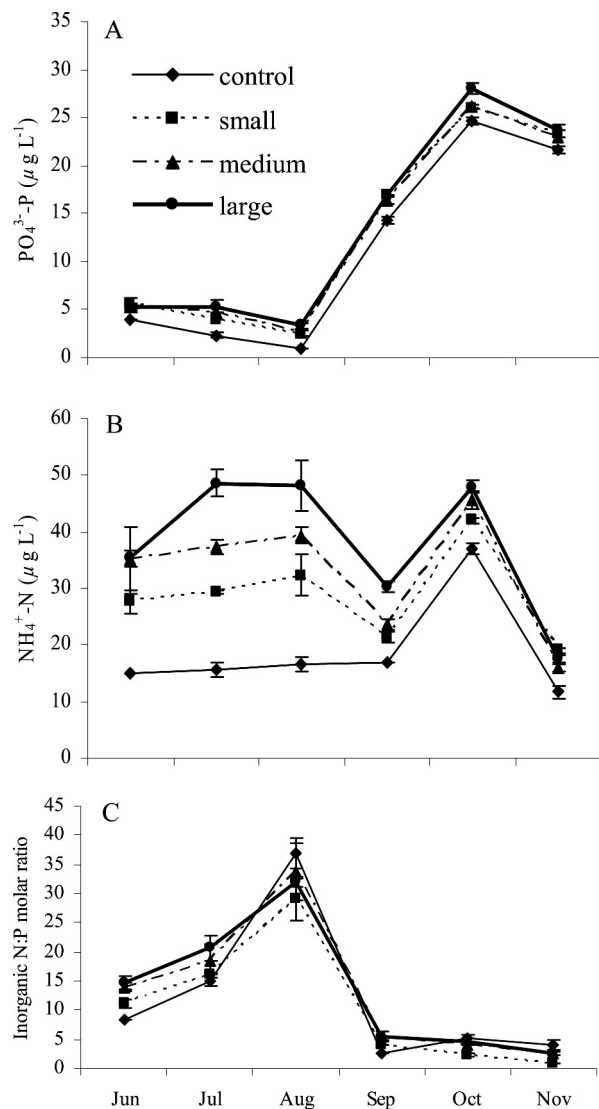 A
35
30
25
20
15
10
5
0
PO₄³⁻-P (µg L⁻¹)
control
small
medium
large
B
60
50
40
30
20
10
0
NH₄⁺-N (µg L⁻¹)
C
45
40
35
30
25
20
15
10
5
0
Inorganic N:P molar ratio
Jun Jul Aug Sep Oct Nov